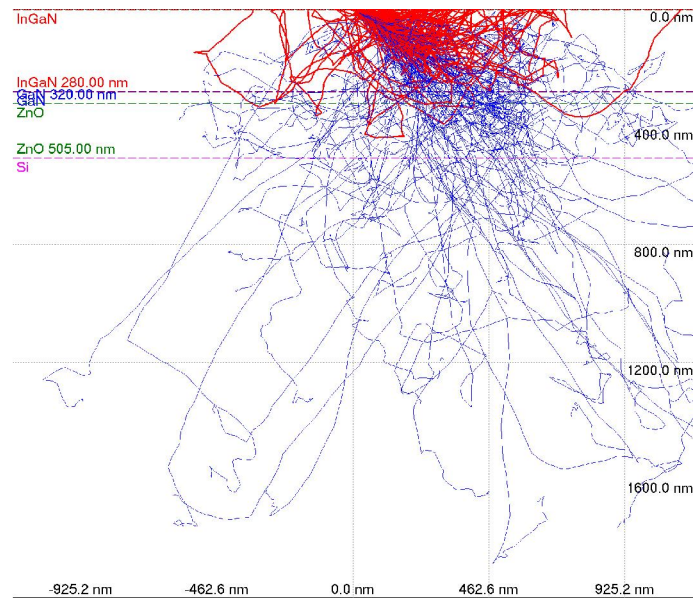 0.0 nm
InGaN
InGaN 280.00 nm
GaN 320.00 nm
GaN
ZnO
400.0 nm
ZnO 505.00 nm
Si
800.0 nm
1200.0 nm
1600.0 nm
-925.2 nm -462.6 nm 0.0 nm 462.6 nm 925.2 nm